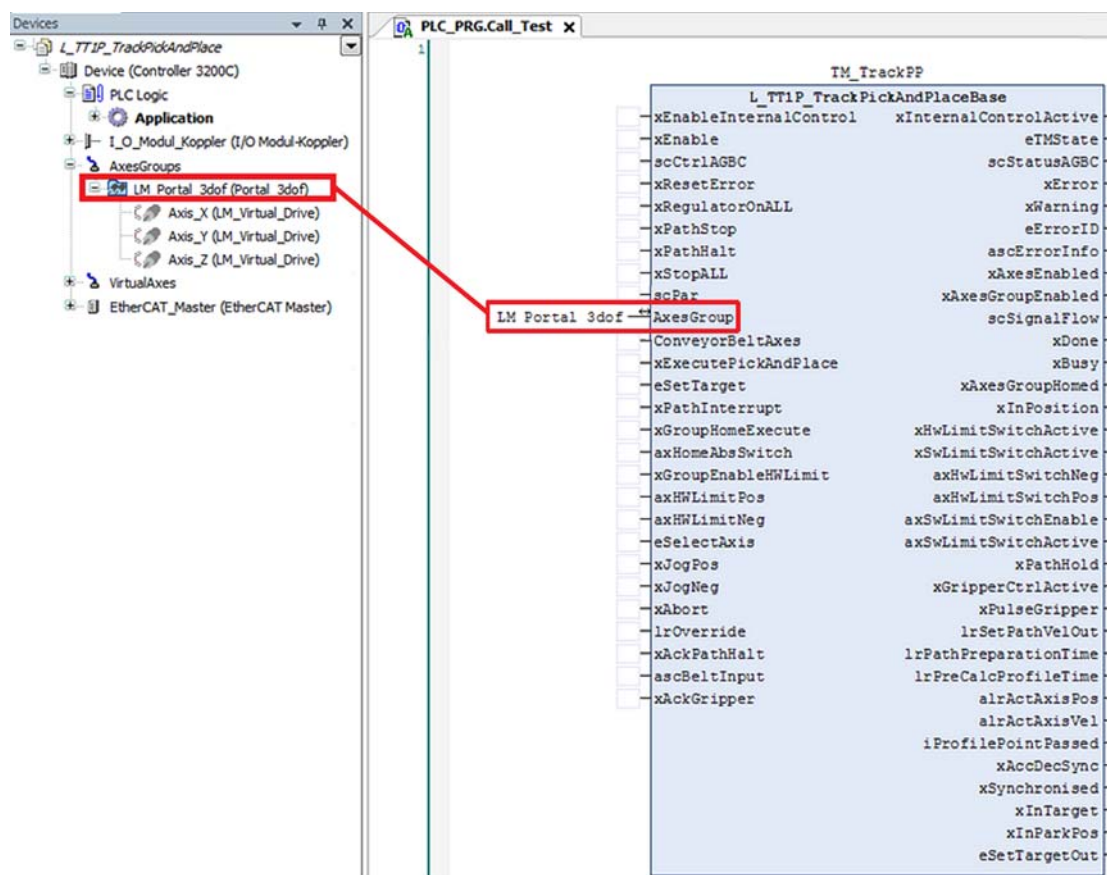 Devices
L_TT1P_TrackPickAndPlace
Device (Controller 3200C)
PLC Logic
Application
I_O_Modul_Koppler (I/O Modul-Koppler)
AxesGroups
LM_Portal_3dof (Portal_3dof)
Axis_X (LM_Virtual_Drive)
Axis_Y (LM_Virtual_Drive)
Axis_Z (LM_Virtual_Drive)
VirtualAxes
EtherCAT_Master (EtherCAT Master)
PLC_PRG.Call_Test
1
TM_TrackPP
L_TT1P_TrackPickAndPlaceBase
xEnableInternalControl xInternalControlActive
xEnable eTMState
scCtrlAGBC scStatusAGBC
xResetError xError
xRegulatorOnALL xWarning
xPathStop eErrorID
xPathHalt ascErrorInfo
xStopALL xAxesEnabled
scPar xAxesGroupEnabled
LM_Portal_3dof AxesGroup scSignalFlow
ConveyorBeltAxes xDone
xExecutePickAndPlace xBusy
eSetTarget xAxesGroupHomed
xPathInterrupt xInPosition
xGroupHomeExecute xHwLimitSwitchActive
axHomeAbsSwitch xSwLimitSwitchActive
xGroupEnableHWLimit axHwLimitSwitchNeg
axHWLimitPos axHwLimitSwitchPos
axHWLimitNeg axSwLimitSwitchEnable
eSelectAxis axSwLimitSwitchActive
xJogPos xPathHold
xJogNeg xGripperCtrlActive
xAbort xPulseGripper
lrOverride lrSetPathVelOut
xAckPathHalt lrPathPreparationTime
ascBeltInput lrPreCalcProfileTime
xAckGripper alrActAxisPos
alrActAxisVel
iProfilePointPassed
xAccDecSync
xSynchronised
xInTarget
xInParkPos
eSetTargetOut